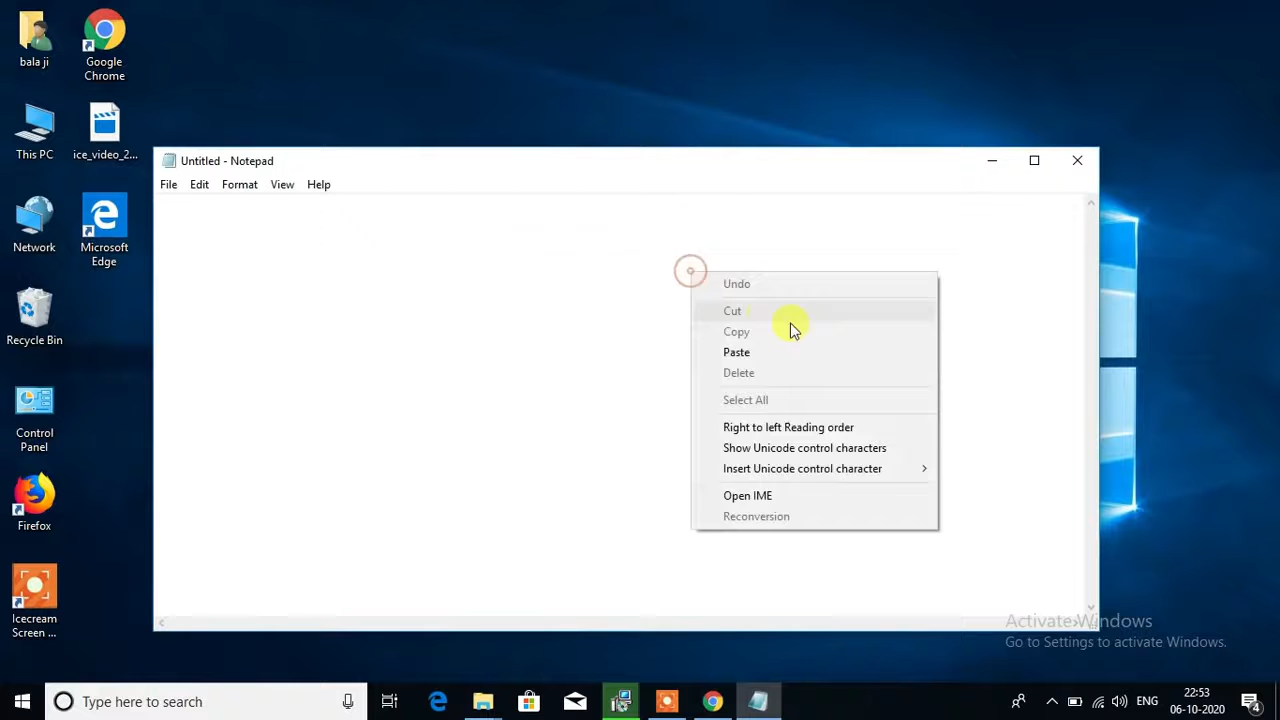 bala ji
Google
Chrome
This PC
ice_video_2...
Network
Microsoft
Edge
Recycle Bin
Control
Panel
Firefox
Icecream
Screen ...
Untitled - Notepad
File Edit Format View Help
Undo
Cut
Copy
Paste
Delete
Select All
Right to left Reading order
Show Unicode control characters
Insert Unicode control character
Open IME
Reconversion
Activate Windows
Go to Settings to activate Windows.
Type here to search
ENG
22:53
06-10-2020
4